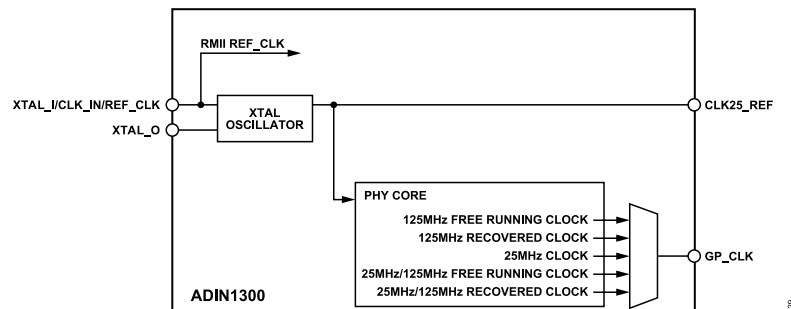 RMII REF_CLK
XTAL_I/CLK_IN/REF_CLK
XTAL_O
XTAL
OSCILLATOR
CLK25_REF
PHY CORE
125MHz FREE RUNNING CLOCK
125MHz RECOVERED CLOCK
25MHz CLOCK
25MHz/125MHz FREE RUNNING CLOCK
25MHz/125MHz RECOVERED CLOCK
GP_CLK
ADIN1300